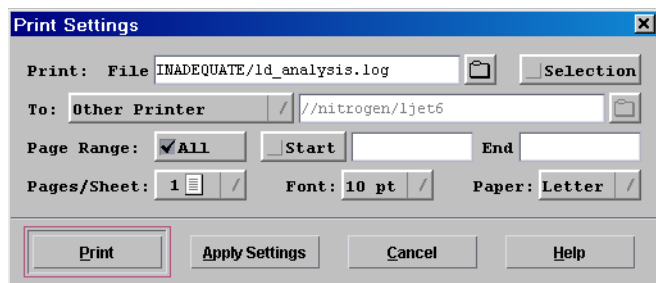 Print Settings
Print: File INADEQUATE/1d_analysis.log Selection
To: Other Printer //nitrogen/ljet6
Page Range: All Start End
Pages/Sheet: 1 Font: 10 pt Paper: Letter
Print Apply Settings Cancel Help